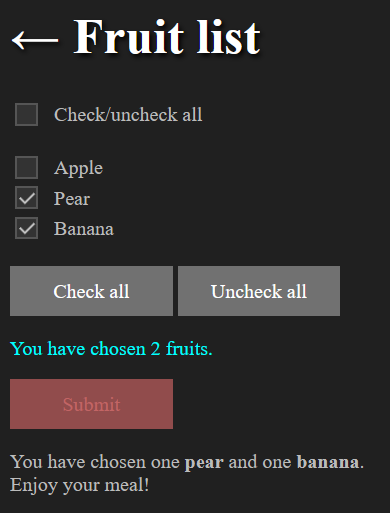 ← Fruit list
Check/uncheck all
Apple
Pear
Banana
Check all Uncheck all
You have chosen 2 fruits.
Submit
You have chosen one pear and one banana.
Enjoy your meal!